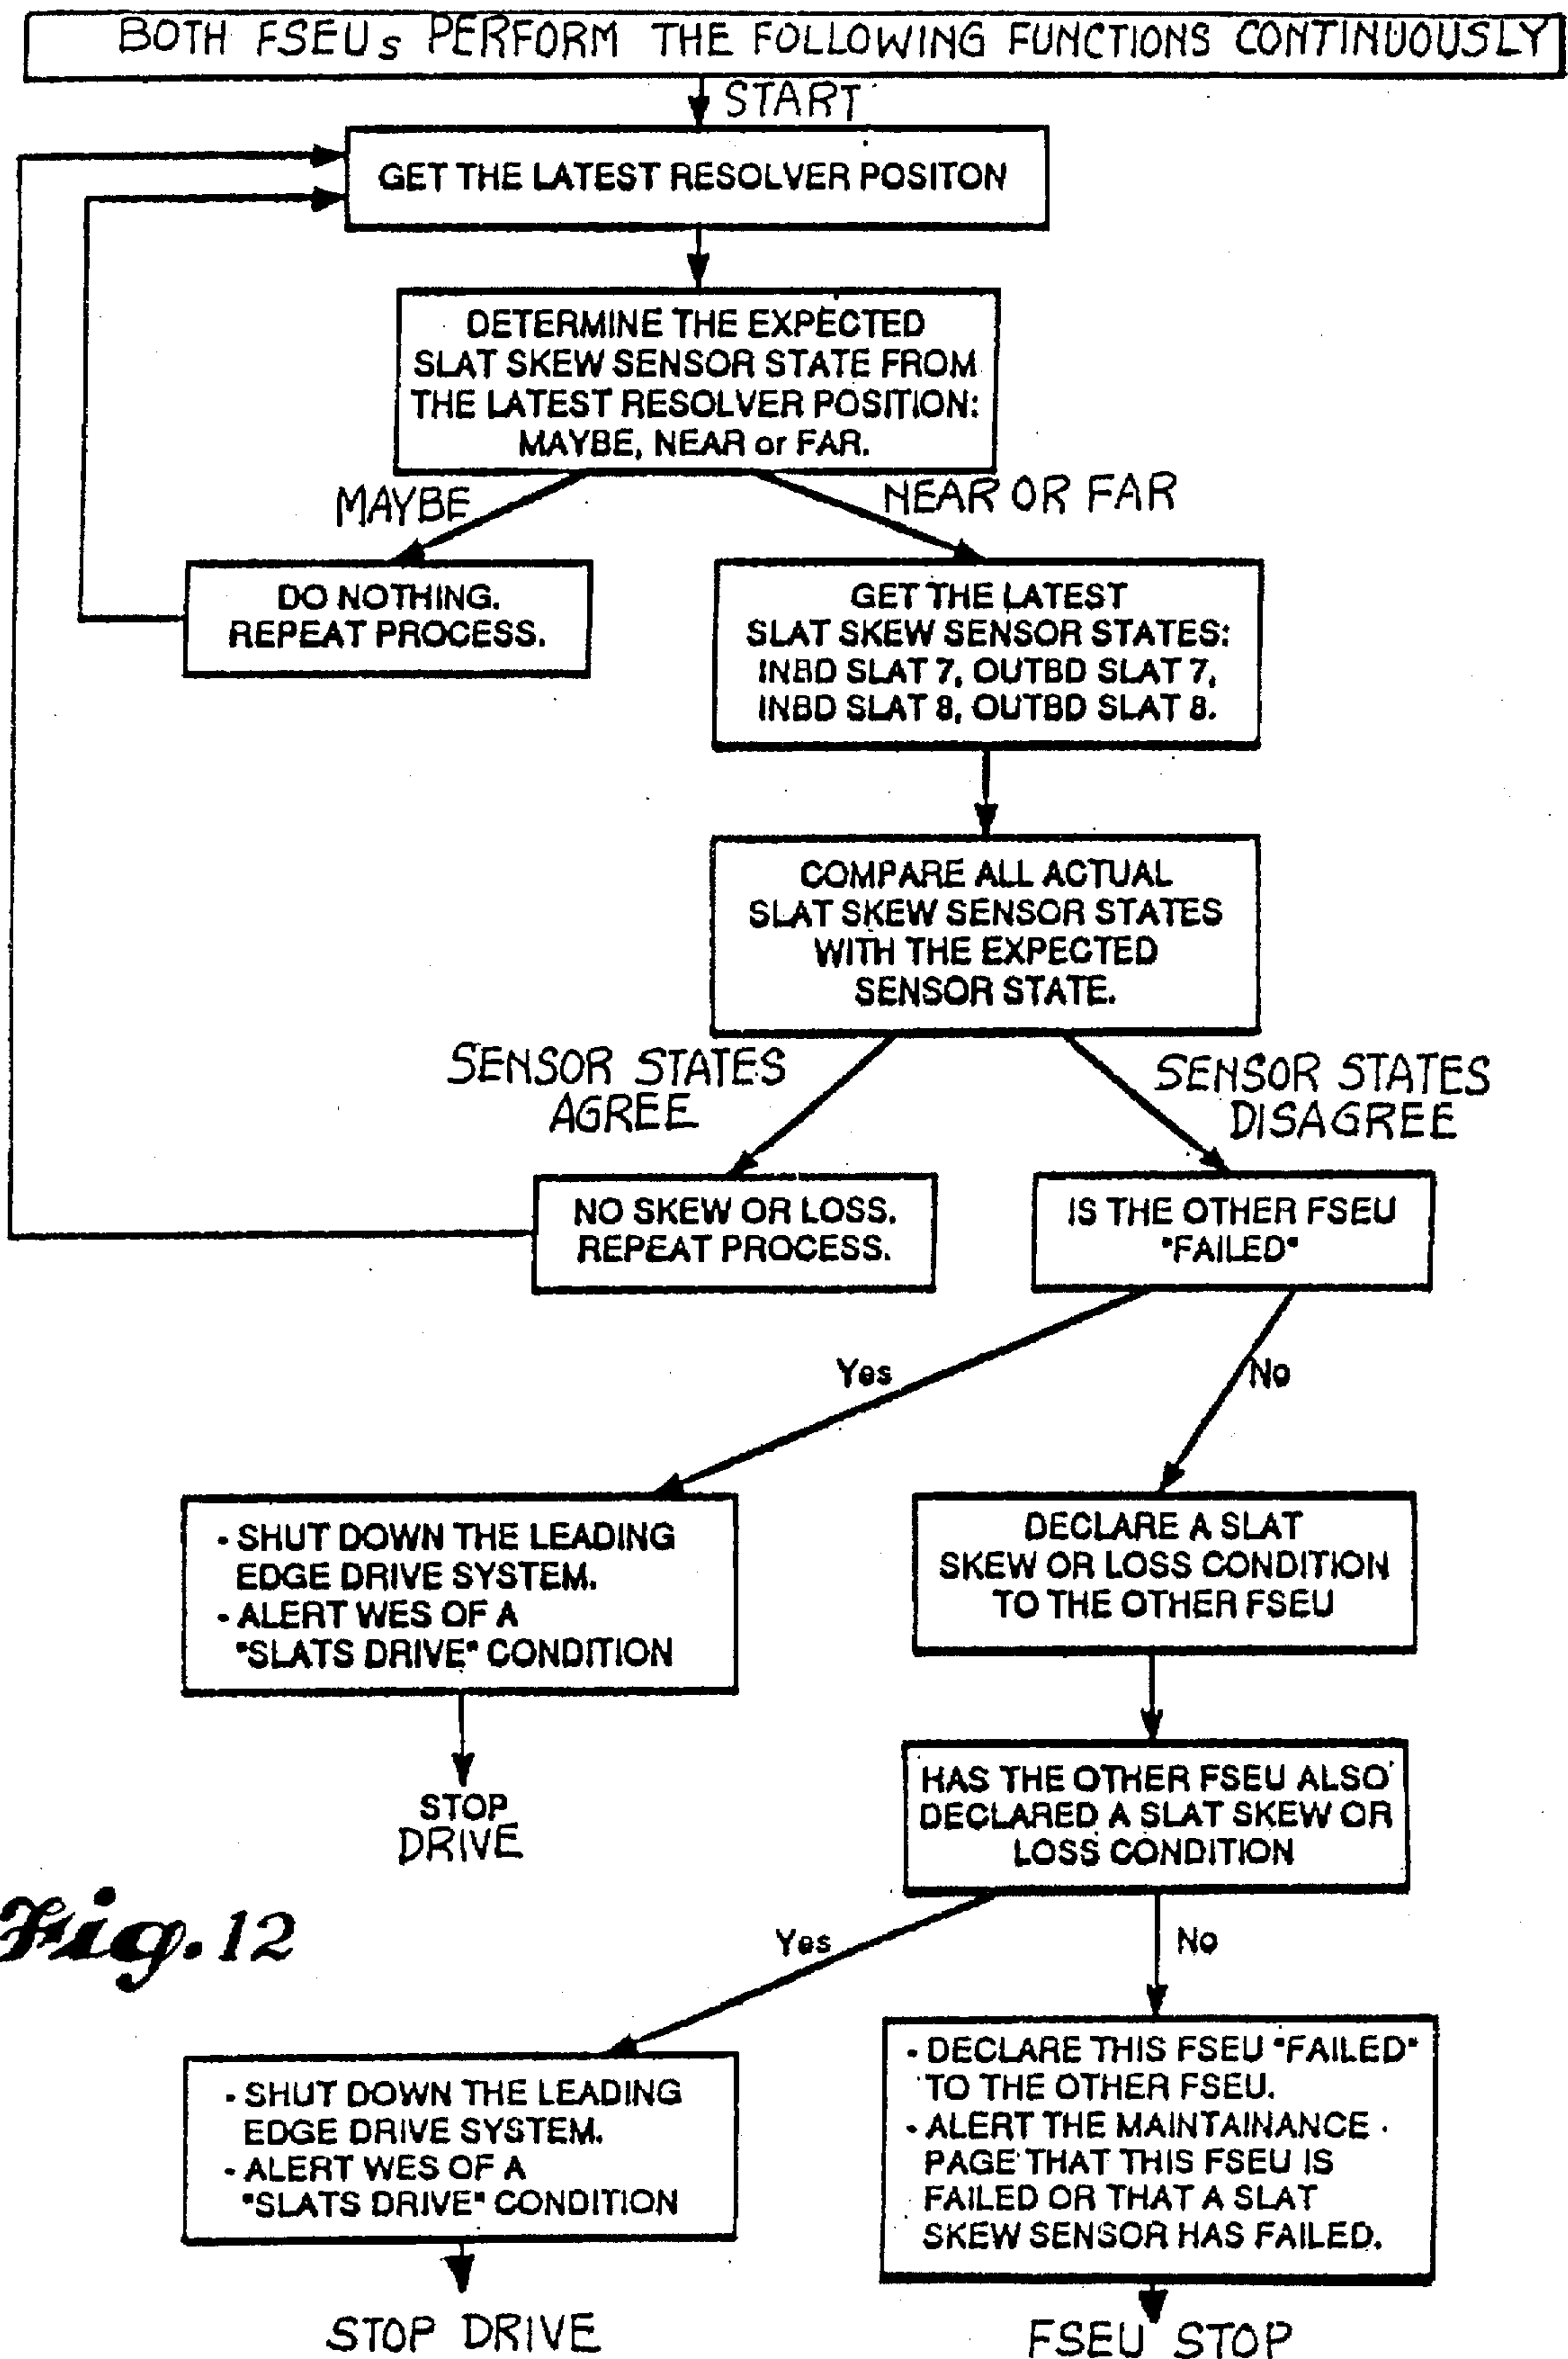 BOTH FSEUs PERFORM THE FOLLOWING FUNCTIONS CONTINUOUSLY
START
GET THE LATEST RESOLVER POSITON
DETERMINE THE EXPECTED
SLAT SKEW SENSOR STATE FROM
THE LATEST RESOLVER POSITION:
MAYBE, NEAR or FAR.
MAYBE
NEAR OR FAR
DO NOTHING.
REPEAT PROCESS.
GET THE LATEST
SLAT SKEW SENSOR STATES:
INBD SLAT 7, OUTBD SLAT 7,
INBD SLAT 8, OUTBD SLAT 8.
COMPARE ALL ACTUAL
SLAT SKEW SENSOR STATES
WITH THE EXPECTED
SENSOR STATE.
SENSOR STATES
AGREE
SENSOR STATES
DISAGREE
NO SKEW OR LOSS.
REPEAT PROCESS.
IS THE OTHER FSEU
"FAILED"
Yes
No
- SHUT DOWN THE LEADING
EDGE DRIVE SYSTEM.
- ALERT WES OF A
"SLATS DRIVE" CONDITION
DECLARE A SLAT
SKEW OR LOSS CONDITION
TO THE OTHER FSEU
STOP
DRIVE
HAS THE OTHER FSEU ALSO
DECLARED A SLAT SKEW OR
LOSS CONDITION
Fig. 12
Yes
No
- SHUT DOWN THE LEADING
EDGE DRIVE SYSTEM.
- ALERT WES OF A
"SLATS DRIVE" CONDITION
- DECLARE THIS FSEU "FAILED"
TO THE OTHER FSEU.
- ALERT THE MAINTAINANCE
PAGE THAT THIS FSEU IS
FAILED OR THAT A SLAT
SKEW SENSOR HAS FAILED.
STOP DRIVE
FSEU STOP